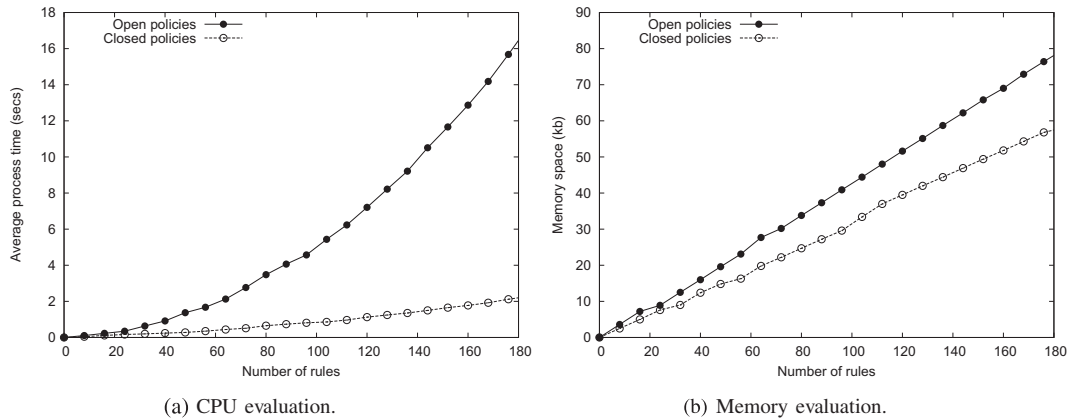 Open policies
Closed policies
18
16
14
12
10
8
6
4
2
0
Average process time (secs)
0 20 40 60 80 100 120 140 160 180
Number of rules
(a) CPU evaluation.
Open policies
Closed policies
90
80
70
60
50
40
30
20
10
0
Memory space (kb)
0 20 40 60 80 100 120 140 160 180
Number of rules
(b) Memory evaluation.